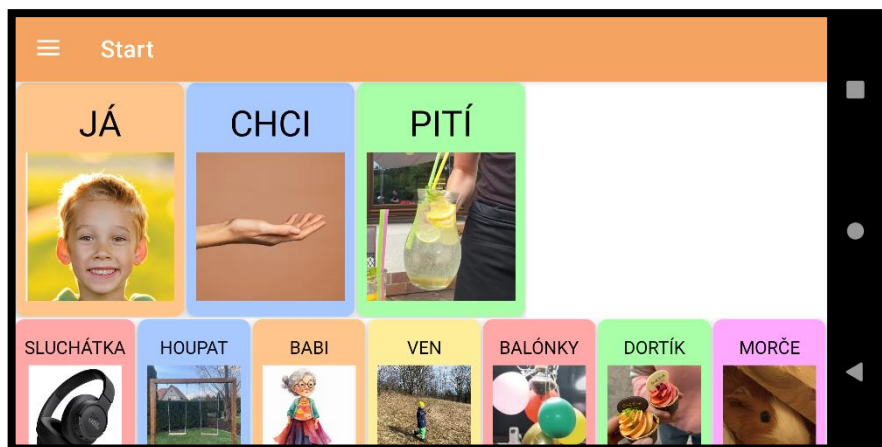 Start
JÁ CHCI PITÍ
SLUCHÁTKA HOUPAT BABI VEN BALÓNKY DORTÍK MORČE